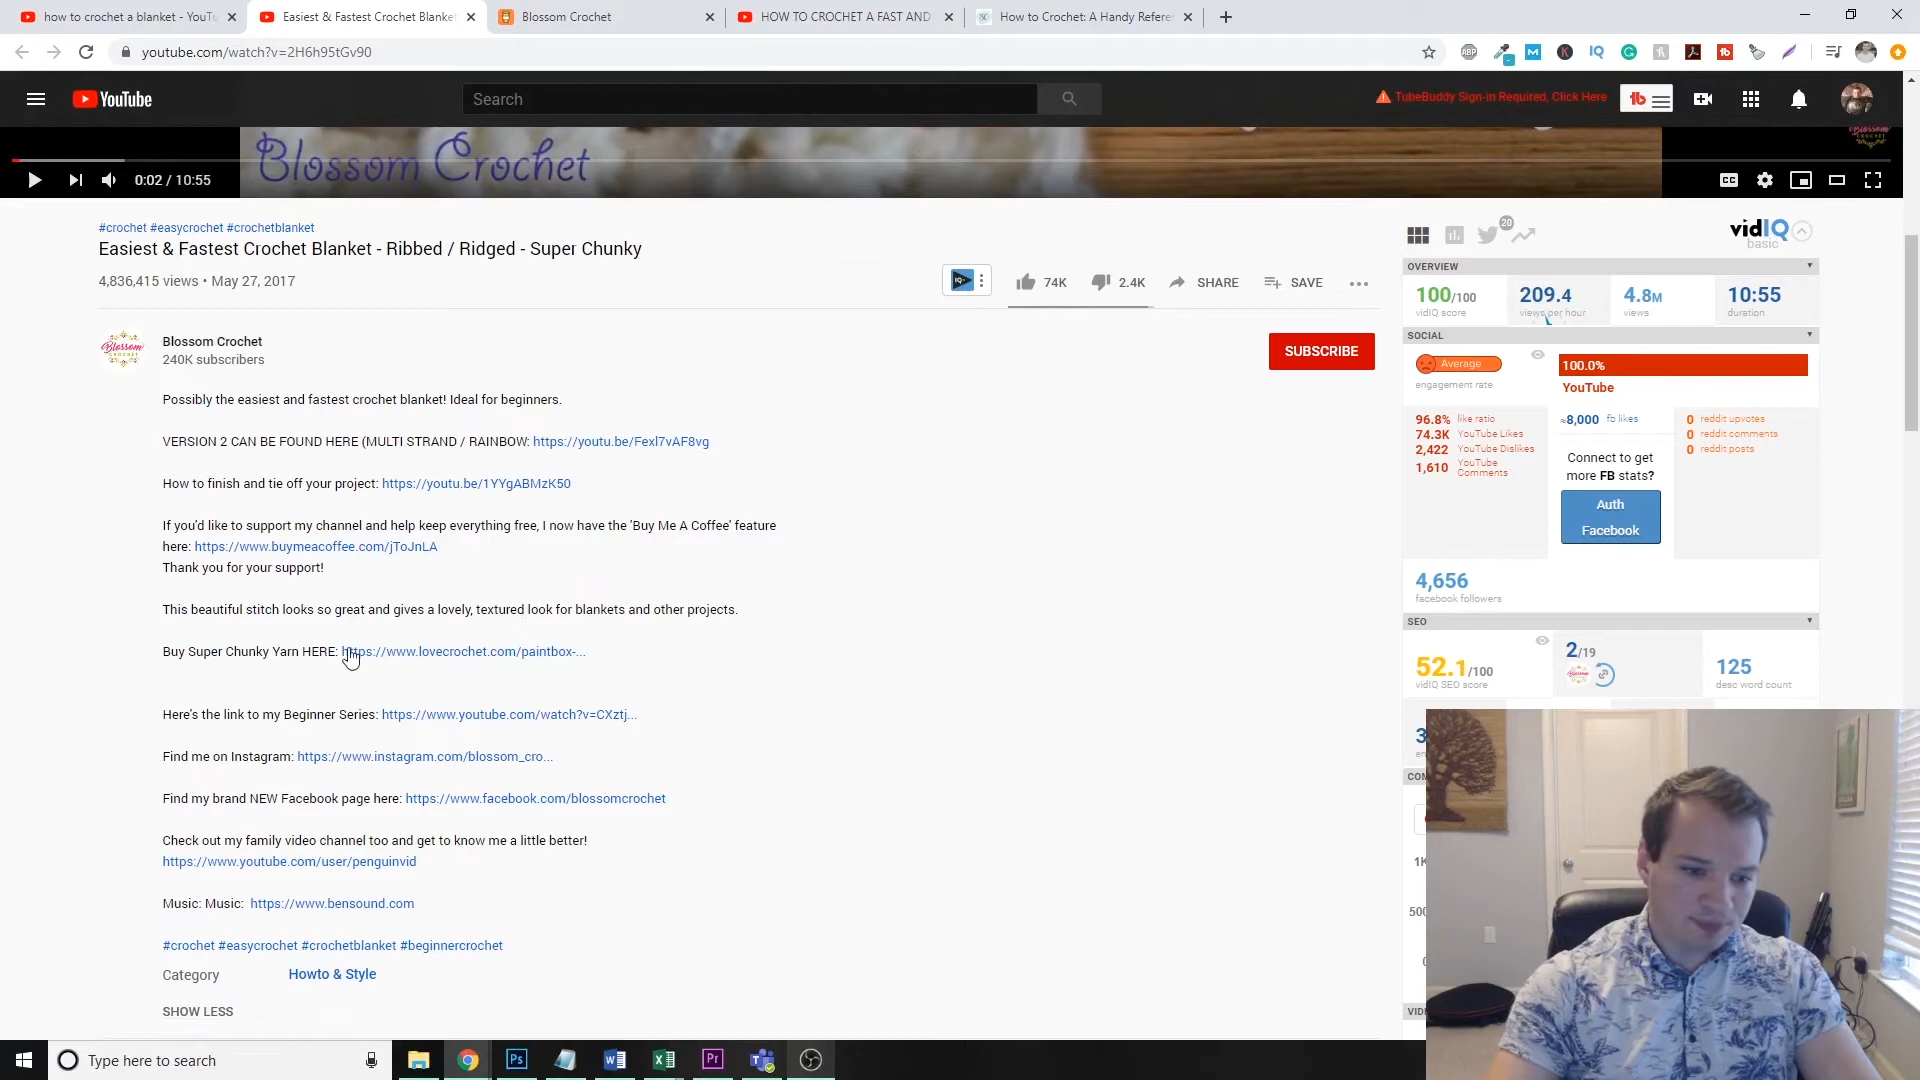 how to crochet a blanket - YouTu
Easiest & Fastest Crochet Blanket
Blossom Crochet
HOW TO CROCHET A FAST AND
How to Crochet: A Handy Refere
youtube.com/watch?v=2H6h95tGv90
YouTube
Search
TubeBuddy Sign-in Required, Click Here
Blossom Crochet
0:02 / 10:55
#crochet #easycrochet #crochetblanket
Easiest & Fastest Crochet Blanket - Ribbed / Ridged - Super Chunky
4,836,415 views • May 27, 2017
74K
2.4K
SHARE
SAVE
Blossom Crochet
240K subscribers
SUBSCRIBE
Possibly the easiest and fastest crochet blanket! Ideal for beginners.
VERSION 2 CAN BE FOUND HERE (MULTI STRAND / RAINBOW: https://youtu.be/Fexl7vAF8vg
How to finish and tie off your project: https://youtu.be/1YYgABMzK50
If you'd like to support my channel and help keep everything free, I now have the 'Buy Me A Coffee' feature
here: https://www.buymeacoffee.com/jToJnLA
Thank you for your support!
This beautiful stitch looks so great and gives a lovely, textured look for blankets and other projects.
Buy Super Chunky Yarn HERE: https://www.lovecrochet.com/paintbox-...
Here's the link to my Beginner Series: https://www.youtube.com/watch?v=CXztj...
Find me on Instagram: https://www.instagram.com/blossom_cro...
Find my brand NEW Facebook page here: https://www.facebook.com/blossomcrochet
Check out my family video channel too and get to know me a little better!
https://www.youtube.com/user/penguinvid
Music: Music: https://www.bensound.com
#crochet #easycrochet #crochetblanket #beginnercrochet
Category
Howto & Style
SHOW LESS
20
vidIQ
basic
OVERVIEW
100/100
vidIQ score
209.4
views per hour
4.8M
views
10:55
duration
SOCIAL
Average
engagement rate
100.0%
YouTube
96.8% like ratio
74.3K YouTube Likes
2,422 YouTube Dislikes
1,610 YouTube Comments
≈8,000 fb likes
Connect to get
more FB stats?
Auth
Facebook
0 reddit upvotes
0 reddit comments
0 reddit posts
4,656
facebook followers
SEO
52.1/100
vidIQ SEO score
2/19
125
desc word count
Type here to search